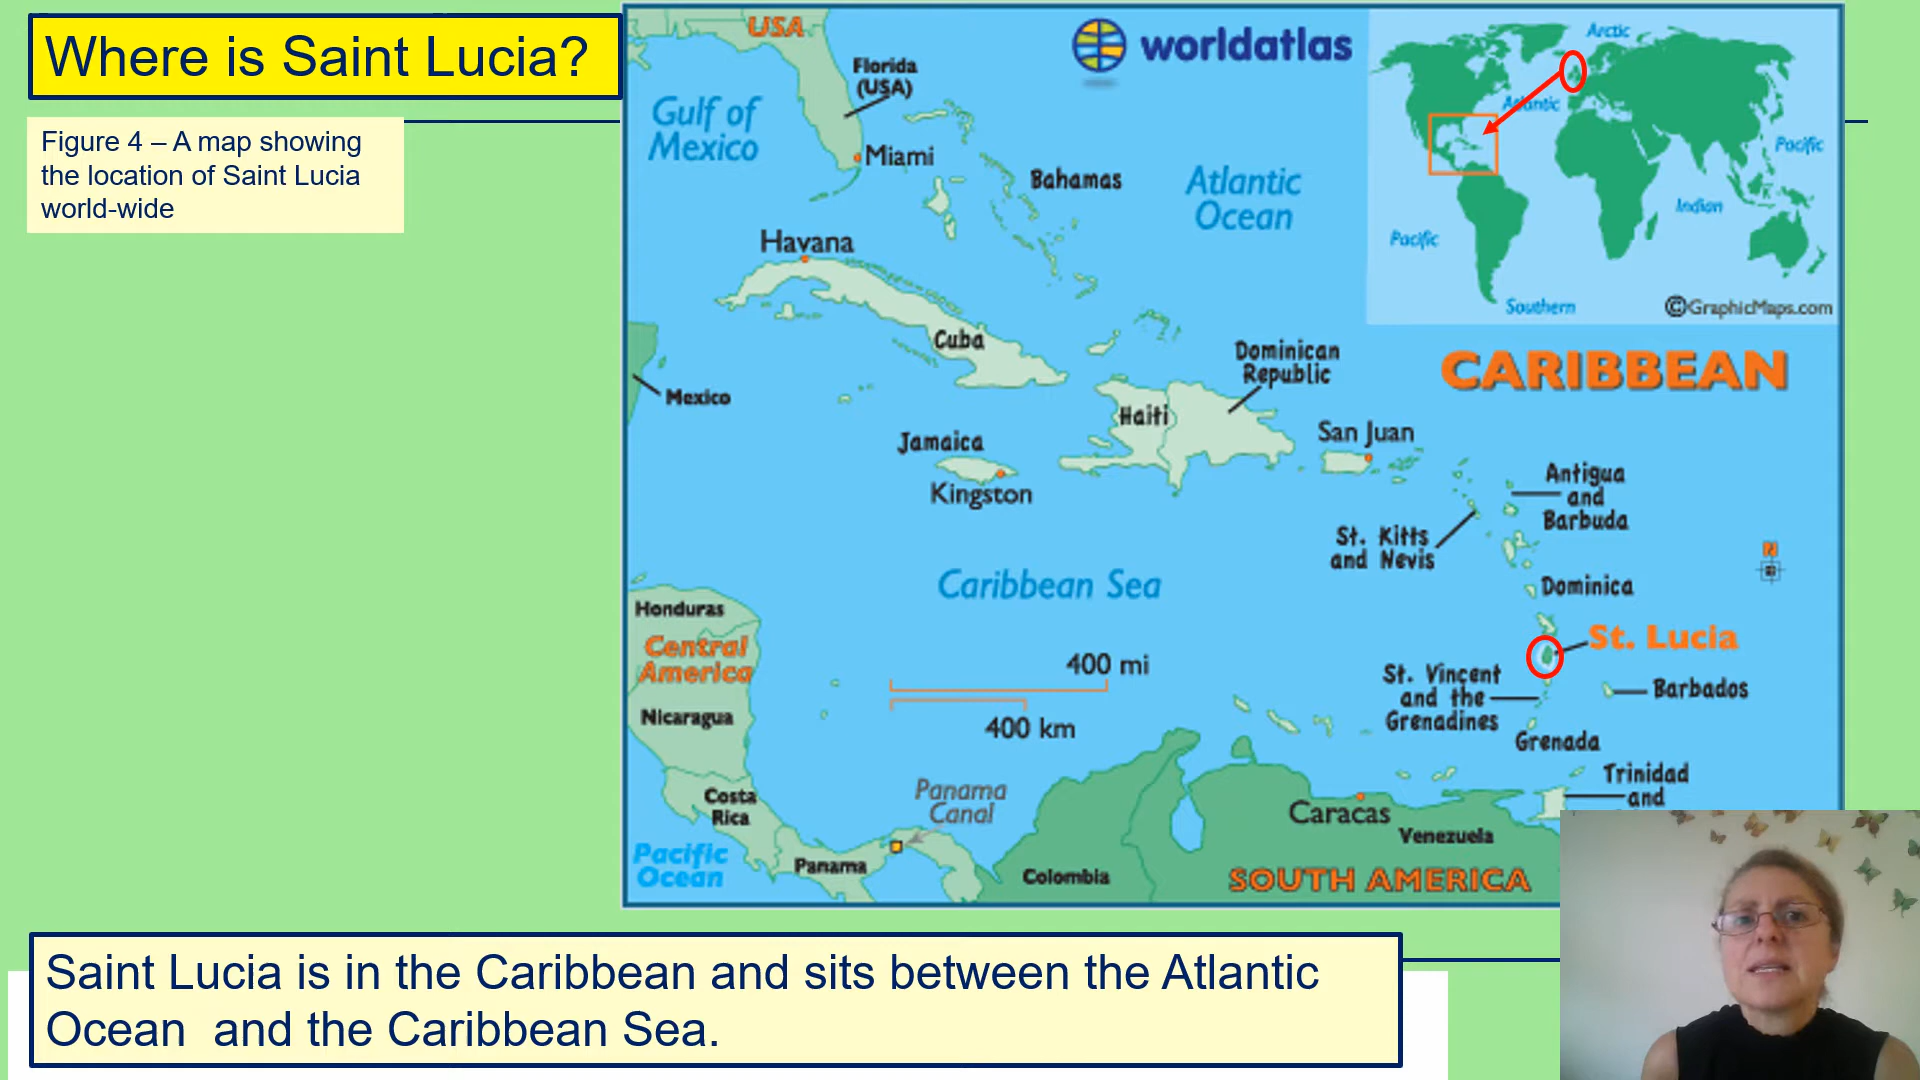 Where is Saint Lucia?
Figure 4 – A map showing
the location of Saint Lucia
world-wide
USA
worldatlas
Florida
(USA)
Gulf of
Mexico
Miami
Bahamas
Atlantic
Ocean
Arctic
Atlantic
Pacific
Indian
Pacific
Southern
©GraphicMaps.com
Havana
Cuba
CARIBBEAN
Dominican
Republic
Haiti
Mexico
Jamaica
Kingston
San Juan
Antigua
and
Barbuda
St. Kitts
and Nevis
N
Caribbean Sea
Dominica
Honduras
Central
America
St. Lucia
400 mi
400 km
St. Vincent
and the
Grenadines
Barbados
Nicaragua
Grenada
Trinidad
and
Costa
Rica
Panama
Canal
Caracas
Venezuela
Pacific
Ocean
Panama
Colombia
SOUTH AMERICA
Saint Lucia is in the Caribbean and sits between the Atlantic
Ocean and the Caribbean Sea.